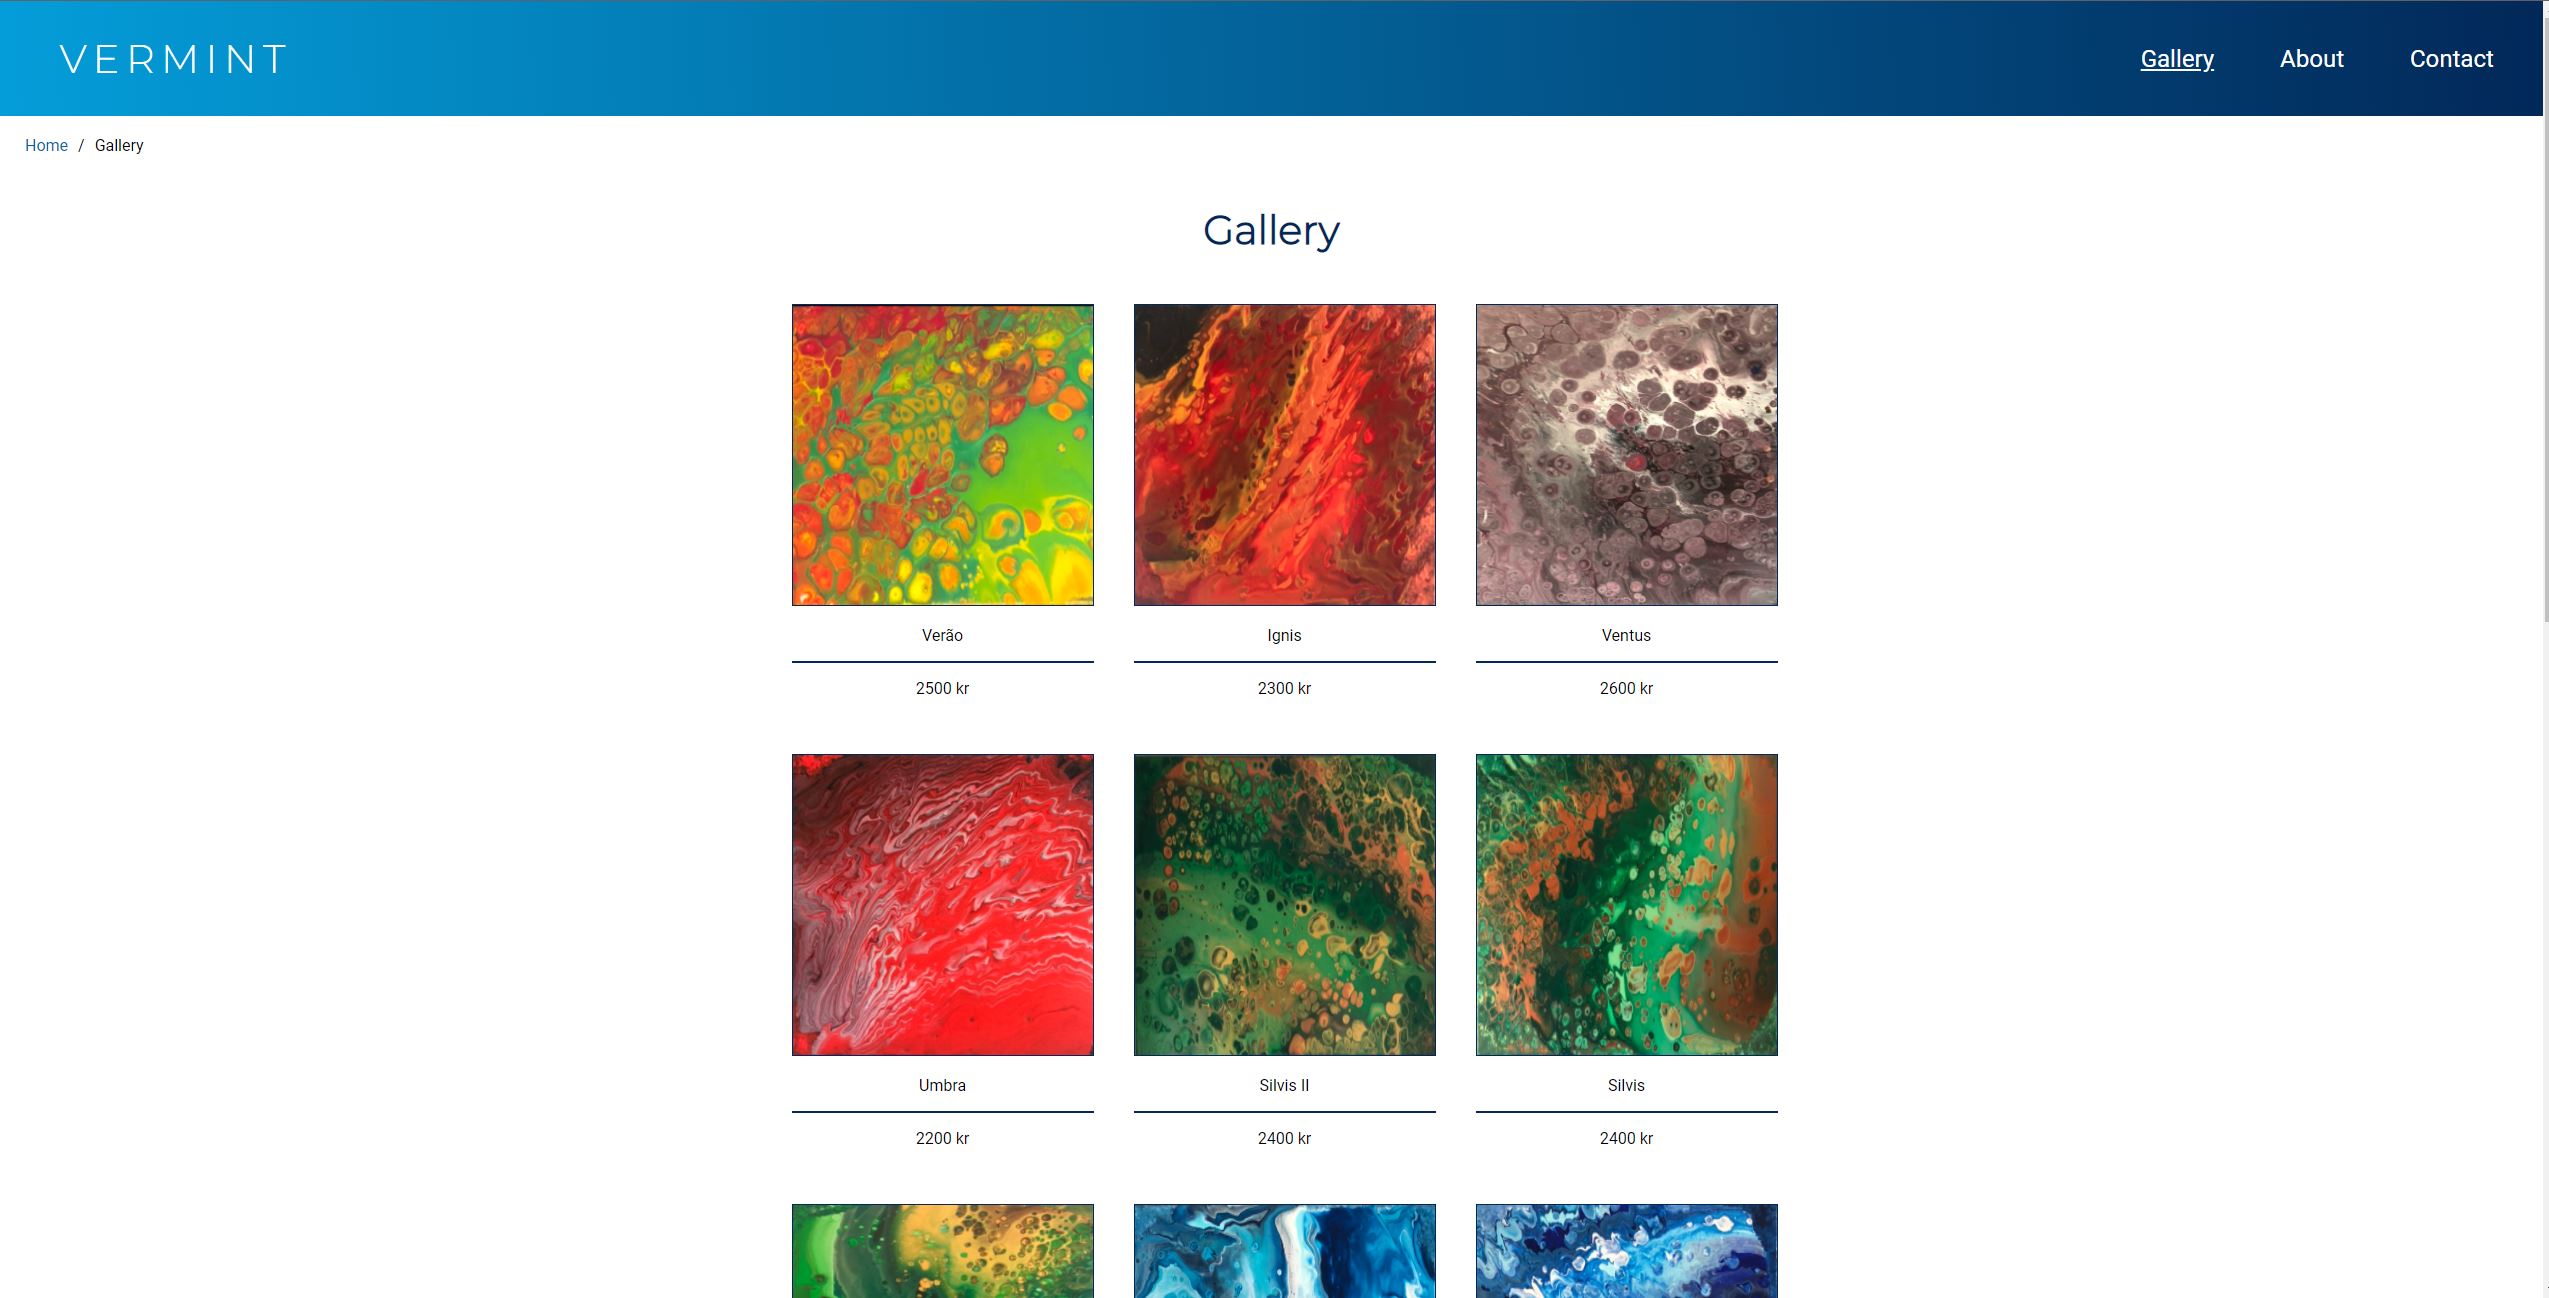 VERMINT
Gallery About Contact
Home / Gallery
Gallery
Verão Ignis Ventus
2500 kr 2300 kr 2600 kr
Umbra Silvis II Silvis
2200 kr 2400 kr 2400 kr